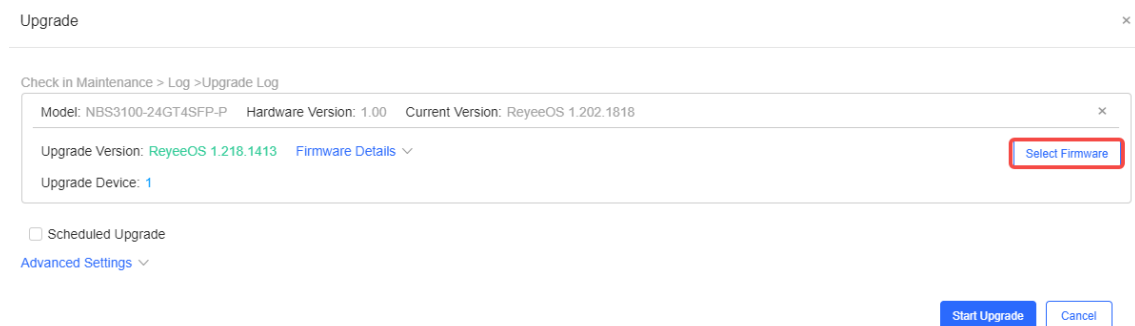 Upgrade
Check in Maintenance > Log >Upgrade Log
Model: NBS3100-24GT4SFP-P Hardware Version: 1.00 Current Version: ReyeeOS 1.202.1818
Upgrade Version: ReyeeOS 1.218.1413 Firmware Details
Select Firmware
Upgrade Device: 1
Scheduled Upgrade
Advanced Settings
Start Upgrade Cancel